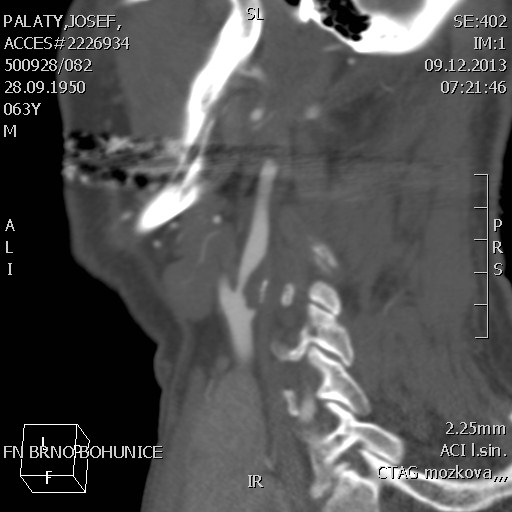 PALATY,JOSEF,
ACCES#2226934
500928/082
28.09.1950
063Y
M
SL
SE:402
IM:1
09.12.2013
07:21:46
A
L
I
P
R
S
2.25mm
ACI l.sin.
CTAG mozkova,,,
FN BRNO BOHUNICE
L
P
F
IR